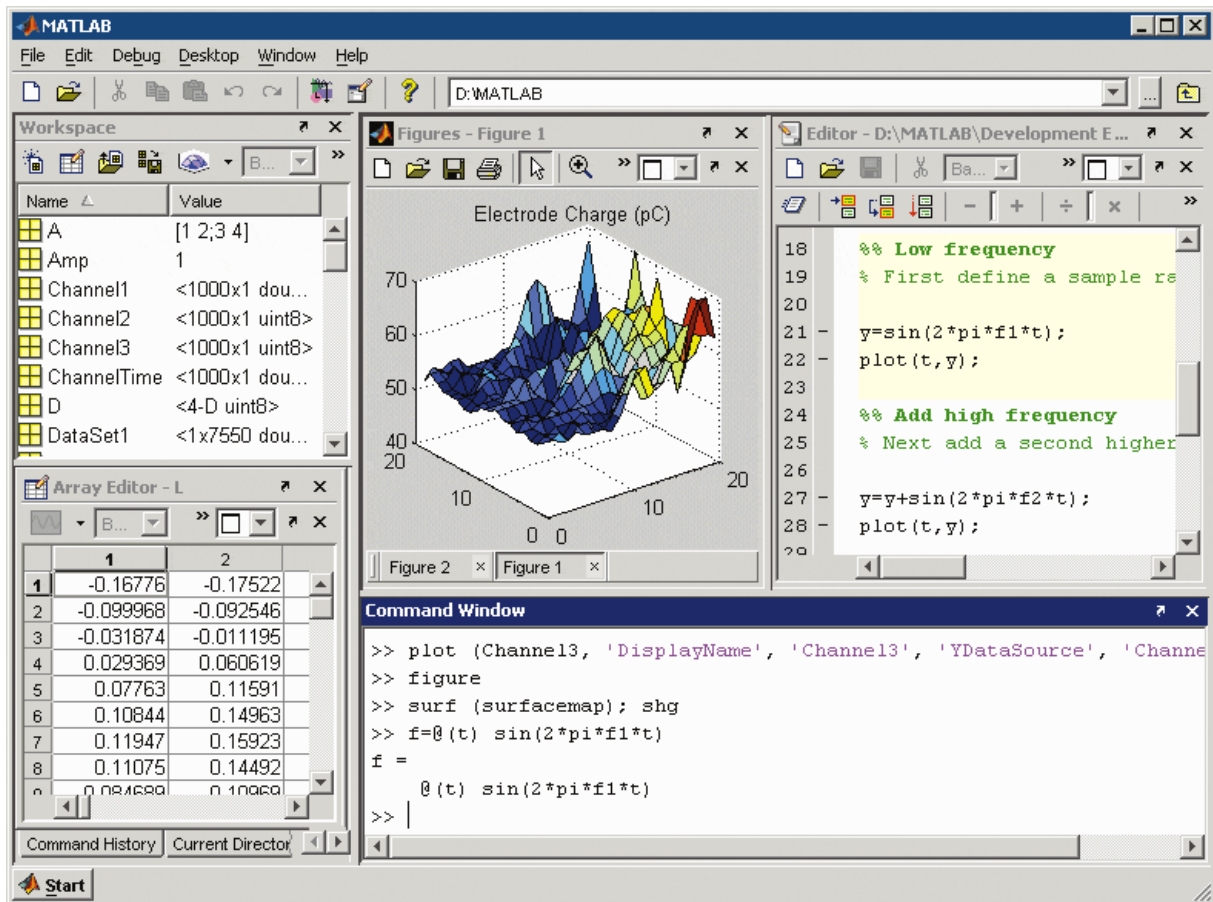 MATLAB
File Edit Debug Desktop Window Help
D:\MATLAB
...
Workspace
B...
Name Value
A [1 2;3 4]
Amp 1
Channel1 <1000x1 dou...
Channel2 <1000x1 uint8>
Channel3 <1000x1 uint8>
ChannelTime <1000x1 dou...
D <4-D uint8>
DataSet1 <1x7550 dou...
Array Editor - L
B...
1 2
1 -0.16776 -0.17522
2 -0.099968 -0.092546
3 -0.031874 -0.011195
4 0.029369 0.060619
5 0.07763 0.11591
6 0.10844 0.14963
7 0.11947 0.15923
8 0.11075 0.14492
9 0.084689 0.10969
Command History Current Director
Figures - Figure 1
Electrode Charge (pC)
70
60
50
40
20
10
0
0
10
20
Figure 2 Figure 1
Editor - D:\MATLAB\Development E...
Ba...
18 %% Low frequency
19 % First define a sample ra
20
21 - y=sin(2*pi*f1*t);
22 - plot(t,y);
23
24 %% Add high frequency
25 % Next add a second higher
26
27 - y=y+sin(2*pi*f2*t);
28 - plot(t,y);
29
Command Window
>> plot (Channel3, 'DisplayName', 'Channel3', 'YDataSource', 'Channe
>> figure
>> surf (surfacemap); shg
>> f=@(t) sin(2*pi*f1*t)
f =
@(t) sin(2*pi*f1*t)
>>
Start